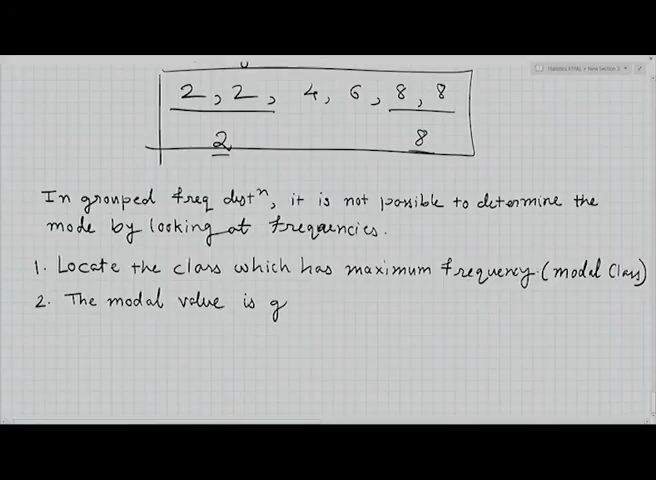 2, 2, 4, 6, 8, 8
2 8
In grouped freq distⁿ, it is not possible to determine the
mode by looking at frequencies.
1. Locate the class which has maximum frequency. (modal Class)
2. The modal value is g